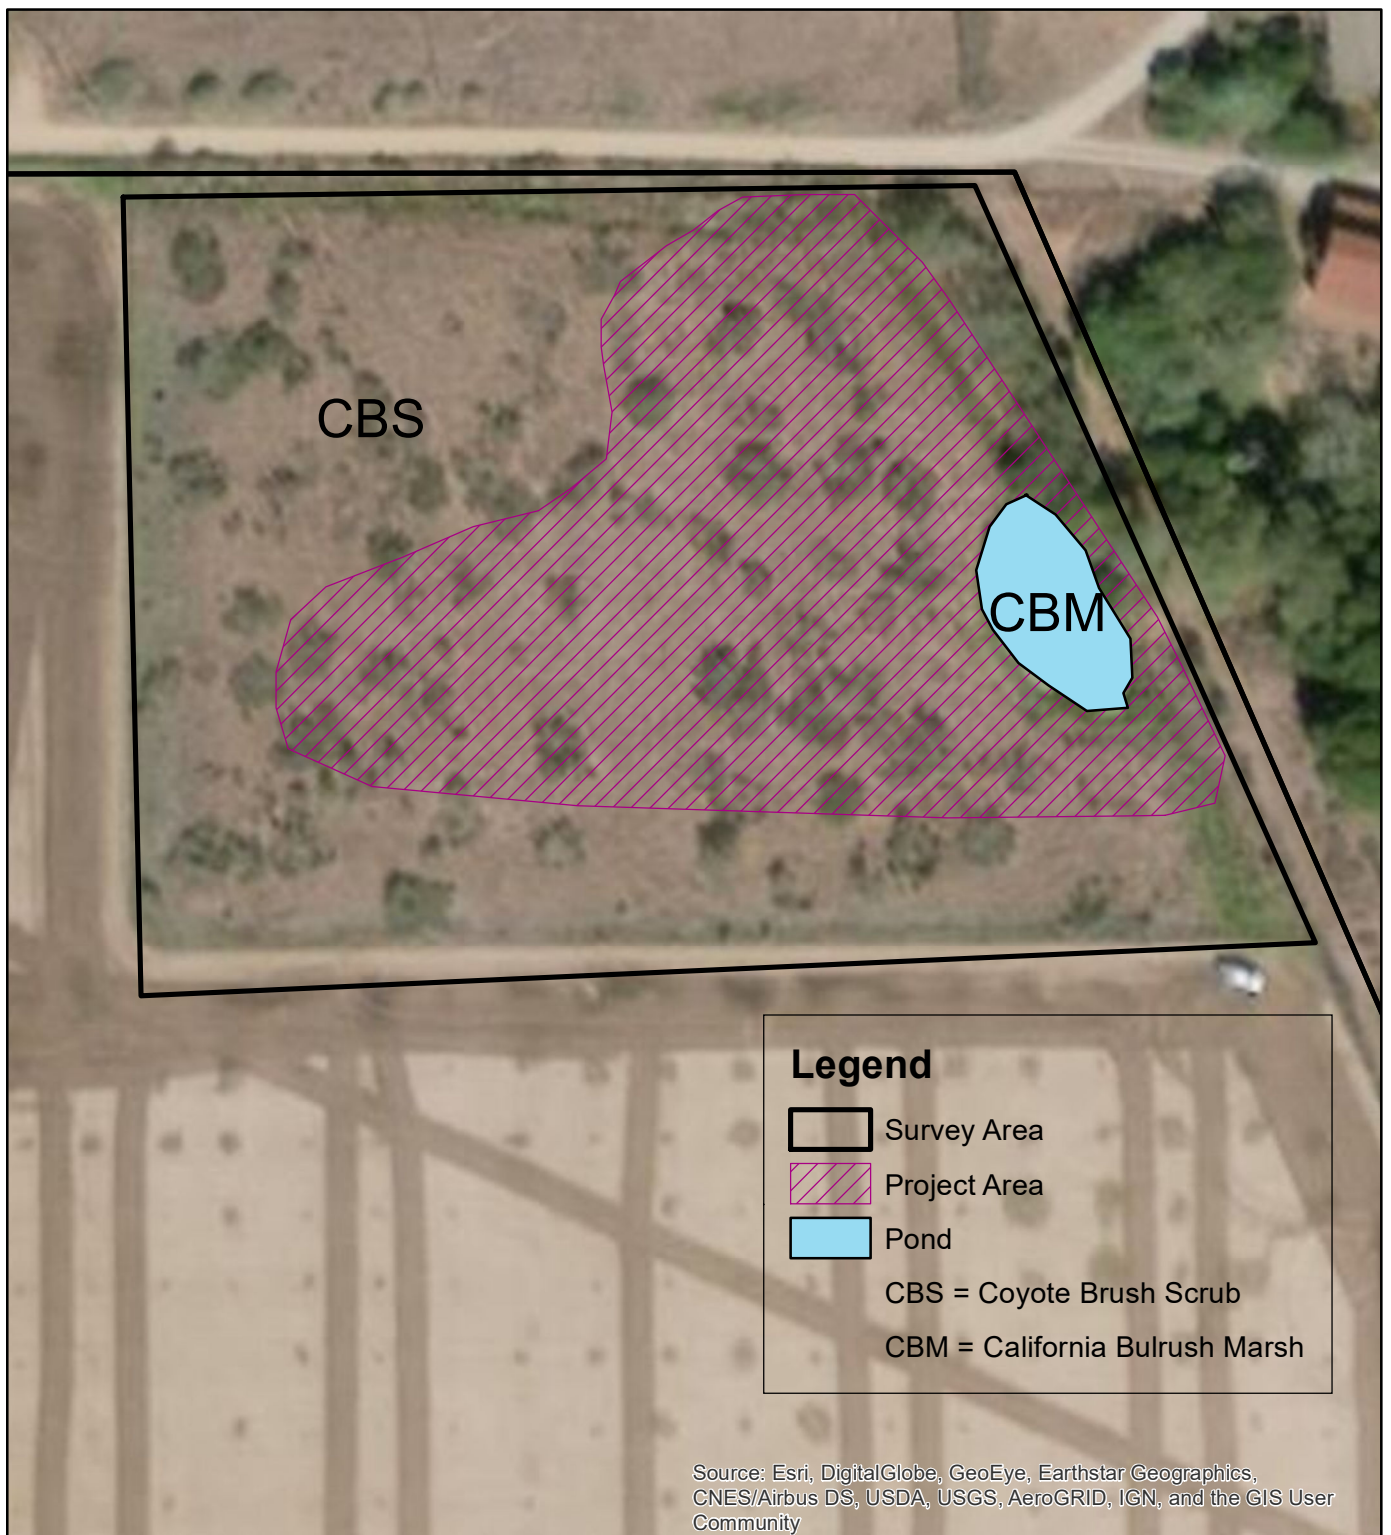 CBS
CBM
Legend
Survey Area
Project Area
Pond
CBS = Coyote Brush Scrub
CBM = California Bulrush Marsh
Source: Esri, DigitalGlobe, GeoEye, Earthstar Geographics,
CNES/Airbus DS, USDA, USGS, AeroGRID, IGN, and the GIS User
Community